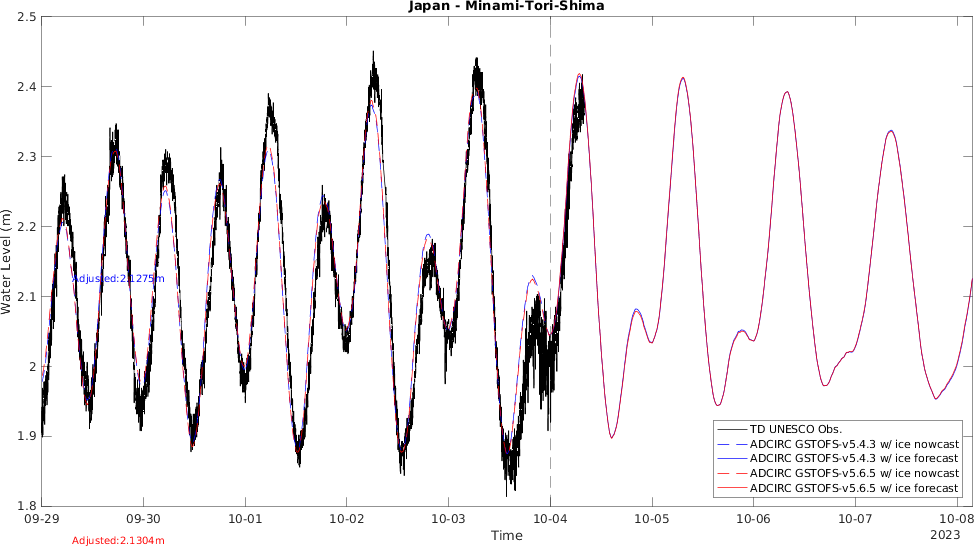 Japan - Minami-Tori-Shima
2.5
2.4
2.3
2.2
2.1
2
1.9
1.8
Water Level (m)
Adjusted:2.1275m
TD UNESCO Obs.
ADCIRC GSTOFS-v5.4.3 w/ ice nowcast
ADCIRC GSTOFS-v5.4.3 w/ ice forecast
ADCIRC GSTOFS-v5.6.5 w/ ice nowcast
ADCIRC GSTOFS-v5.6.5 w/ ice forecast
09-29 09-30 10-01 10-02 10-03 10-04 10-05 10-06 10-07 10-08
Time
2023
Adjusted:2.1304m